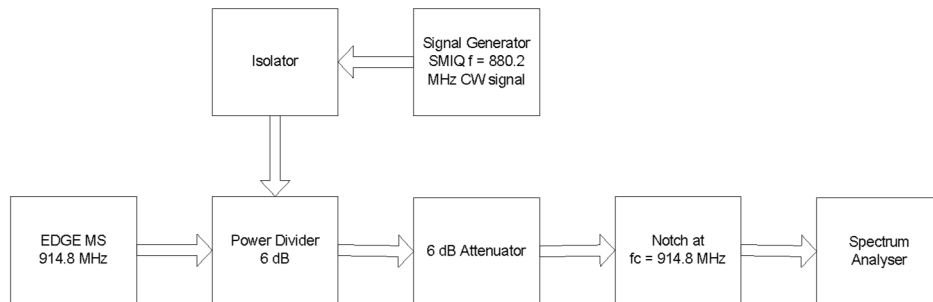 Isolator
Signal Generator
SMIQ f = 880.2
MHz CW signal
EDGE MS
914.8 MHz
Power Divider
6 dB
6 dB Attenuator
Notch at
fc = 914.8 MHz
Spectrum
Analyser